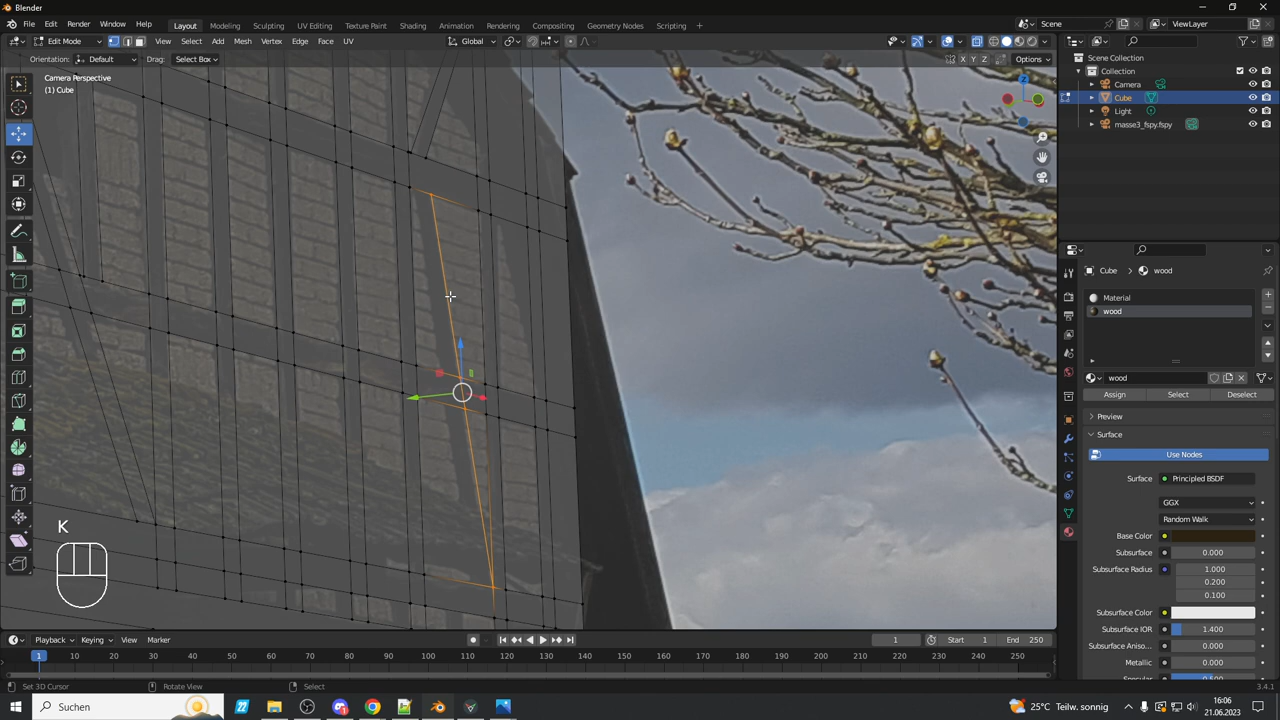 Blender
File Edit Render Window Help
Layout Modeling Sculpting UV Editing Texture Paint Shading Animation Rendering Compositing Geometry Nodes Scripting +
Scene ViewLayer
Edit Mode View Select Add Mesh Vertex Edge Face UV Global
Orientation: Default Drag: Select Box X Y Z Options
Camera Perspective
(1) Cube
Z
K
Scene Collection
Collection
Camera
Cube
Light
masse3_fspy.fspy
Cube > wood
Material
wood
wood
Assign Select Deselect
Preview
Surface
Use Nodes
Surface Principled BSDF
GGX
Random Walk
Base Color
Subsurface 0.000
Subsurface Radius 1.000
0.200
0.100
Subsurface Color
Subsurface IOR 1.400
Subsurface Aniso... 0.000
Metallic 0.000
Playback Keying View Marker 1 Start 1 End 250
1 10 20 30 40 50 60 70 80 90 100 110 120 130 140 150 160 170 180 190 200 210 220 230 240 250
Set 3D Cursor Rotate View Select 3.4.1
Suchen 25°C Teilw. sonnig 16:06
21.06.2023